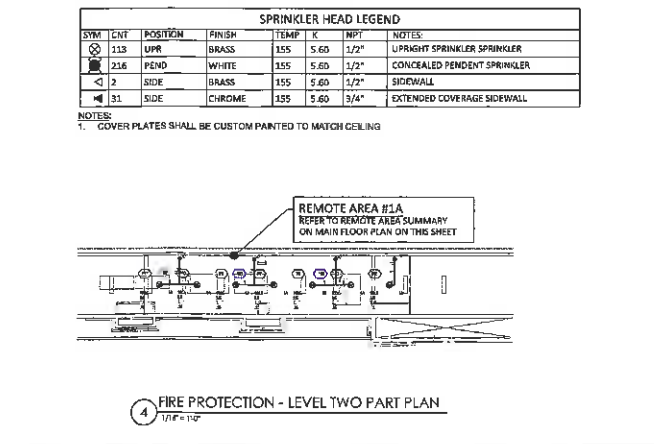 SPRINKLER HEAD LEGEND
SYM CNT POSITION FINISH TEMP K NPT NOTES:
113 UPR BRASS 155 5.60 1/2" UPRIGHT SPRINKLER SPRINKLER
216 PEND WHITE 155 5.60 1/2" CONCEALED PENDENT SPRINKLER
2 SIDE BRASS 155 5.60 1/2" SIDEWALL
31 SIDE CHROME 155 5.60 3/4" EXTENDED COVERAGE SIDEWALL
NOTES:
1. COVER PLATES SHALL BE CUSTOM PAINTED TO MATCH CEILING
REMOTE AREA #1A
REFER TO REMOTE AREA SUMMARY
ON MAIN FLOOR PLAN ON THIS SHEET
4 FIRE PROTECTION - LEVEL TWO PART PLAN
1/16" = 1'-0"